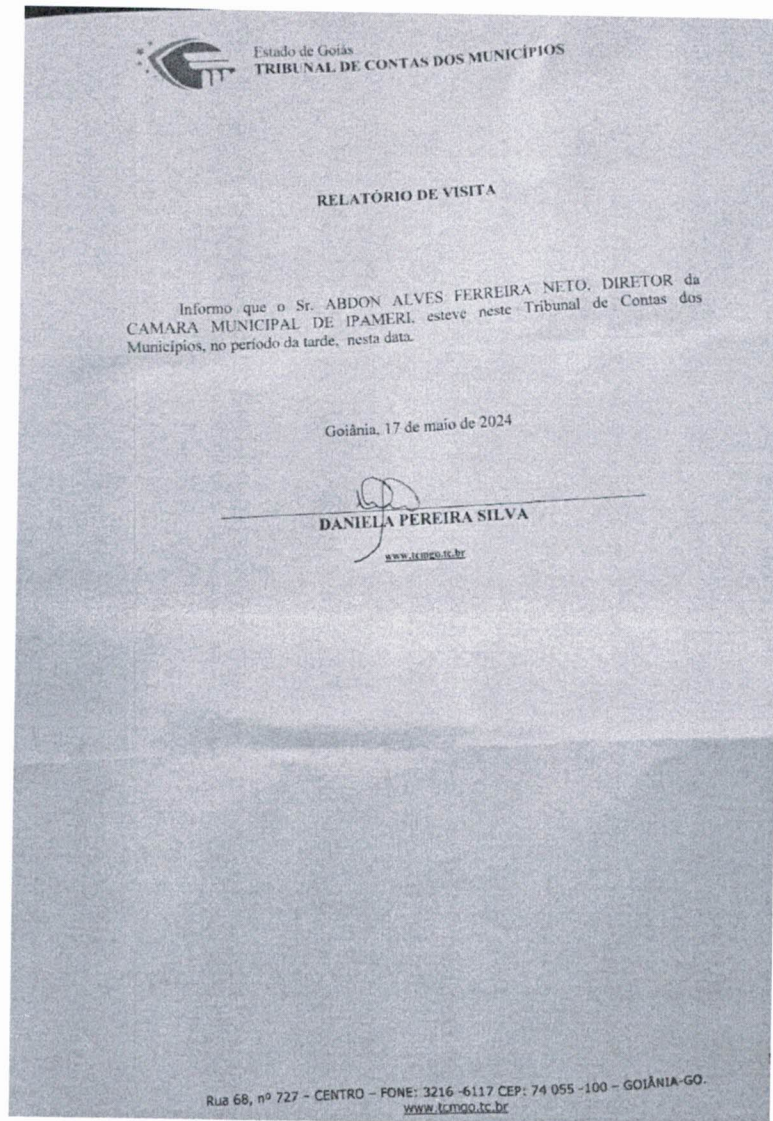 Estado de Goiás
TRIBUNAL DE CONTAS DOS MUNICÍPIOS
RELATÓRIO DE VISITA
Informo que o Sr. ABDON ALVES FERREIRA NETO, DIRETOR da
CAMARA MUNICIPAL DE IPAMERI, esteve neste Tribunal de Contas dos
Municípios, no período da tarde, nesta data.
Goiânia, 17 de maio de 2024
DANIELA PEREIRA SILVA
www.tcmgo.tc.br
Rua 68, nº 727 – CENTRO – FONE: 3216 -6117 CEP: 74 055 -100 – GOIÂNIA-GO.
www.tcmgo.tc.br